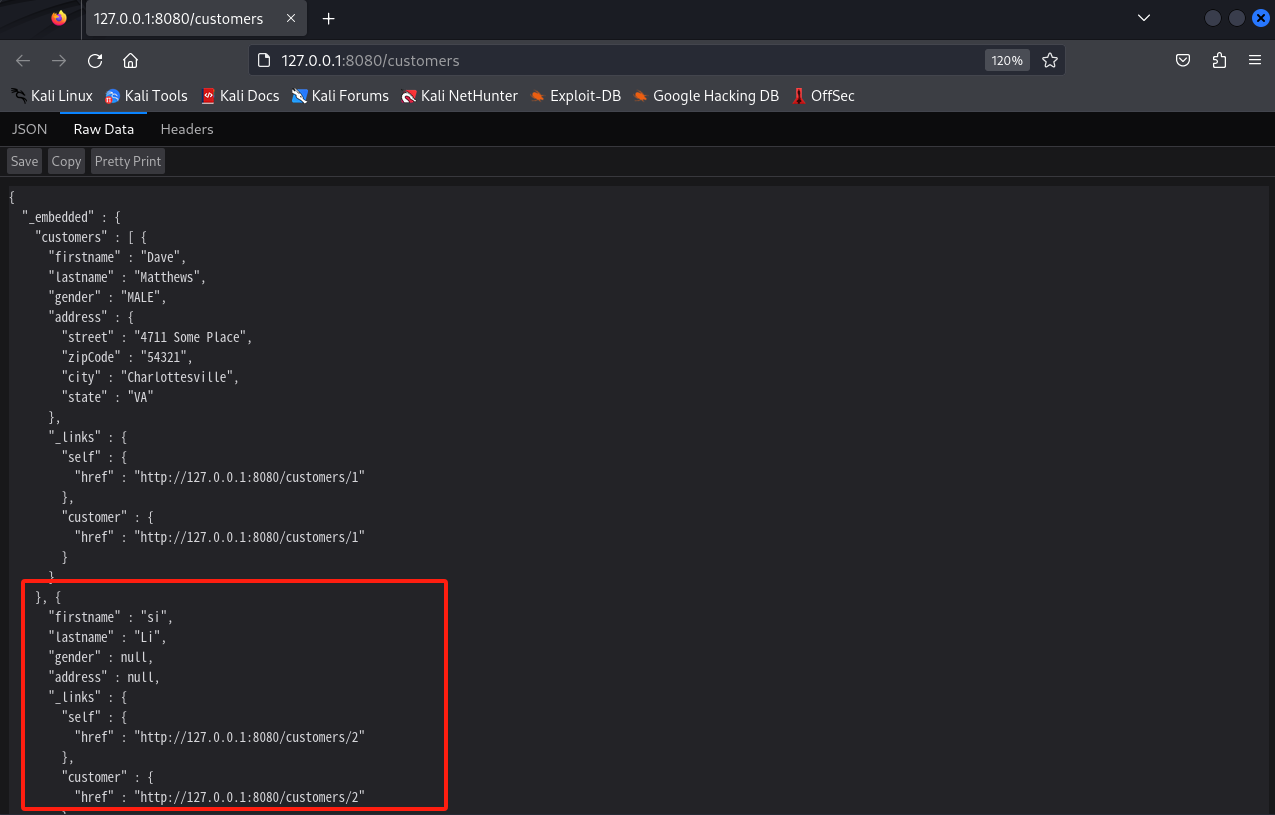 127.0.0.1:8080/customers
127.0.0.1:8080/customers 120%
Kali Linux Kali Tools Kali Docs Kali Forums Kali NetHunter Exploit-DB Google Hacking DB OffSec
JSON Raw Data Headers
Save Copy Pretty Print
{
  "_embedded" : {
    "customers" : [ {
      "firstname" : "Dave",
      "lastname" : "Matthews",
      "gender" : "MALE",
      "address" : {
        "street" : "4711 Some Place",
        "zipCode" : "54321",
        "city" : "Charlottesville",
        "state" : "VA"
      },
      "_links" : {
        "self" : {
          "href" : "http://127.0.0.1:8080/customers/1"
        },
        "customer" : {
          "href" : "http://127.0.0.1:8080/customers/1"
        }
      }
    }, {
      "firstname" : "si",
      "lastname" : "Li",
      "gender" : null,
      "address" : null,
      "_links" : {
        "self" : {
          "href" : "http://127.0.0.1:8080/customers/2"
        },
        "customer" : {
          "href" : "http://127.0.0.1:8080/customers/2"